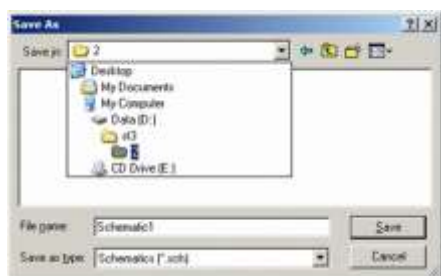 Save As
Save in: 2
Desktop
My Documents
My Computer
Data (D:)
2
CD Drive (E:)
File name: Schematic1
Save
Save as type: Schematics (*.sch)
Cancel